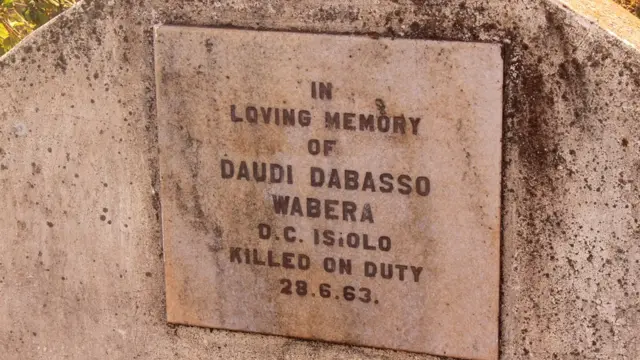 IN
LOVING MEMORY
OF
DAUDI DABASSO
WABERA
D.C. ISIOLO
KILLED ON DUTY
28.6.63.